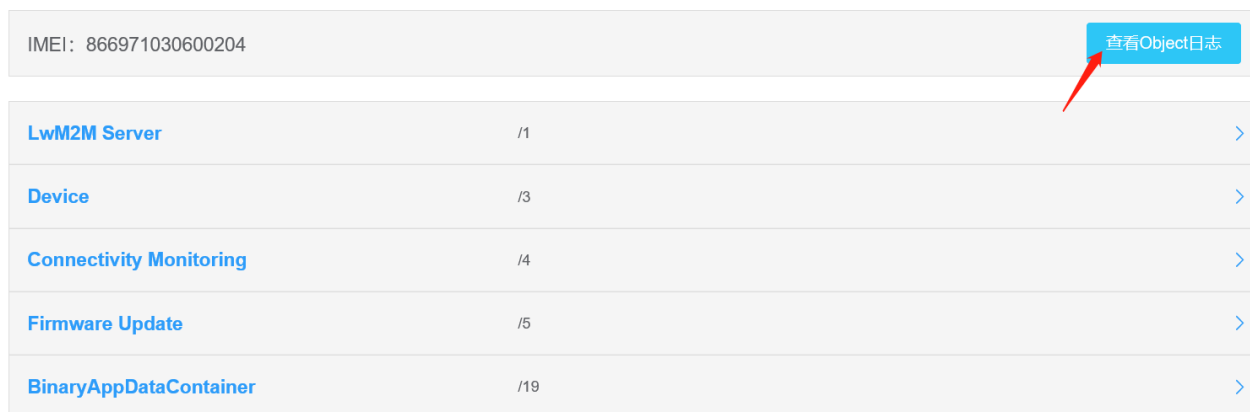 IMEI：866971030600204 查看Object日志
LwM2M Server /1
Device /3
Connectivity Monitoring /4
Firmware Update /5
BinaryAppDataContainer /19